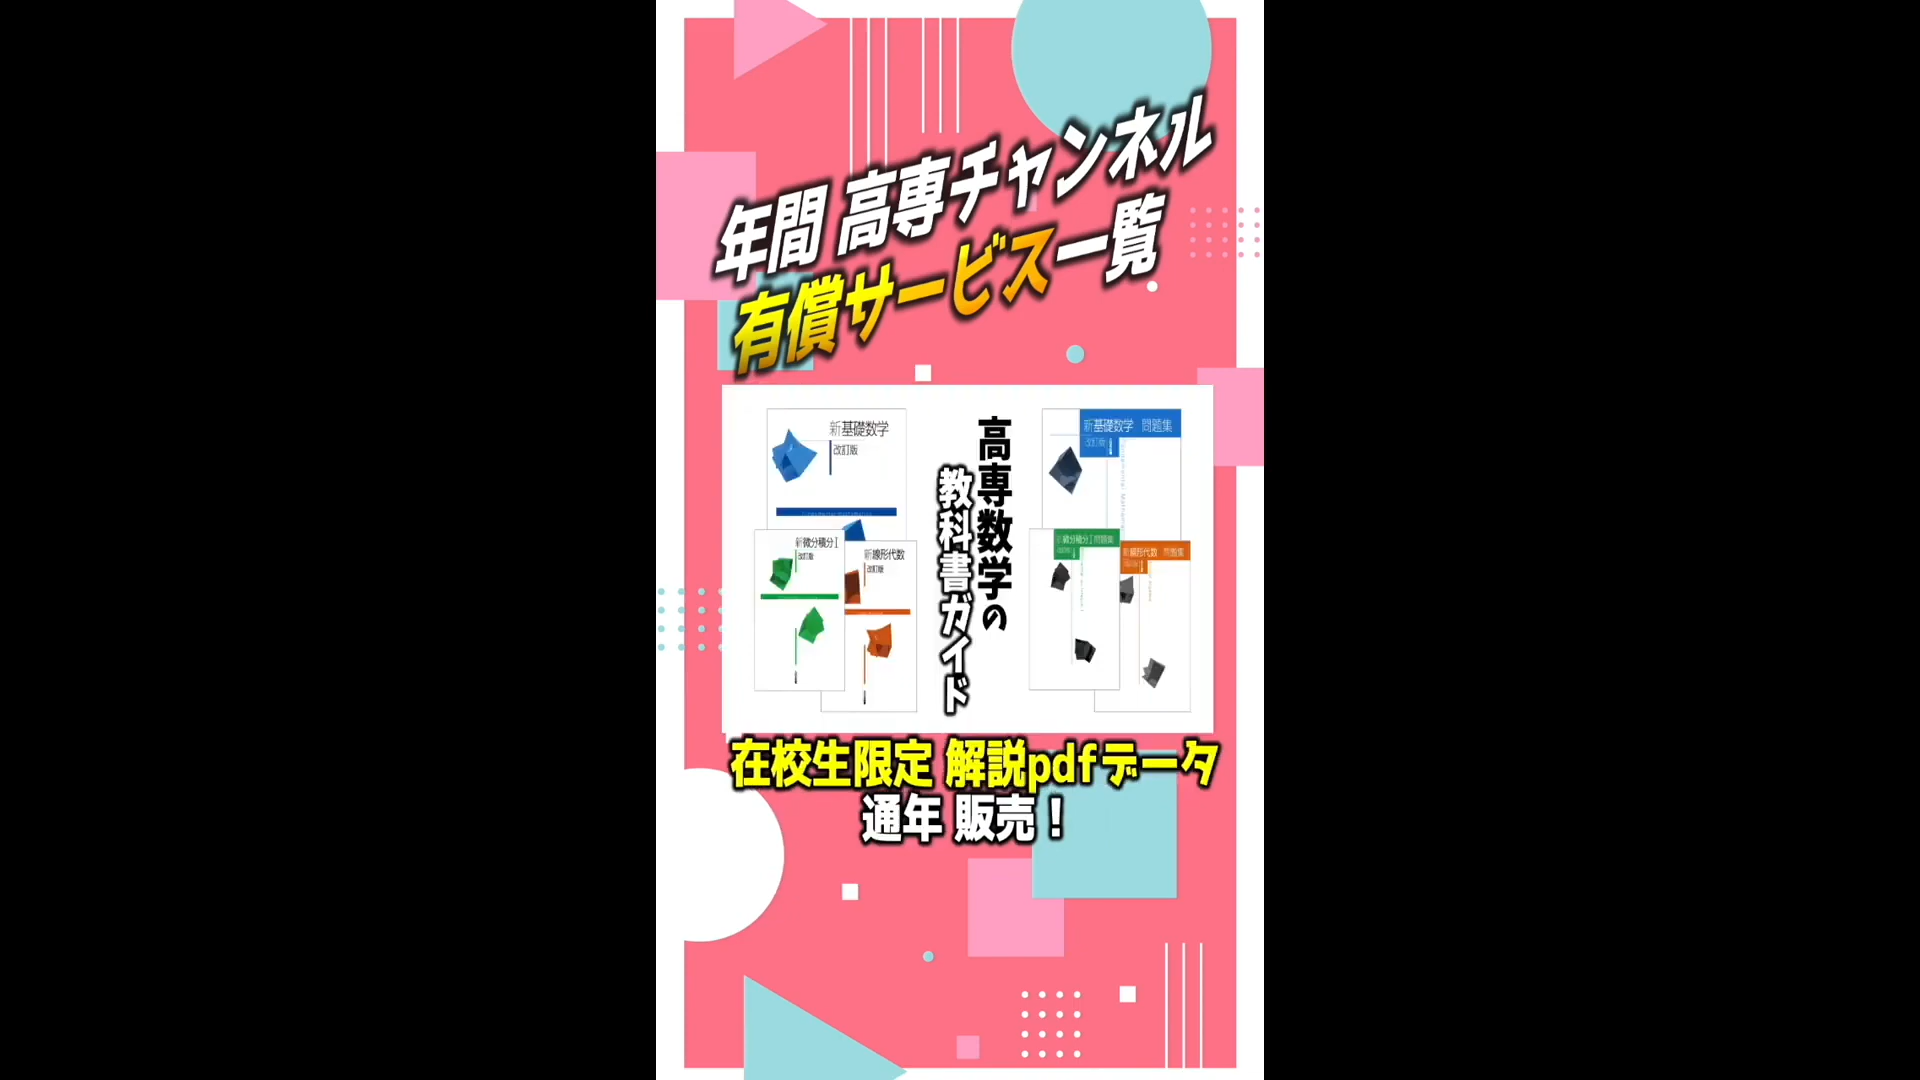 年間 高専チャンネル
有償サービス一覧
新基礎数学
改訂版
新微分積分Ⅰ
改訂版
新線形代数
改訂版
高専数学の
教科書ガイド
新基礎数学 問題集
改訂版
新微分積分Ⅰ問題集
新線形代数 問題集
在校生限定 解説pdfデータ
通年 販売！